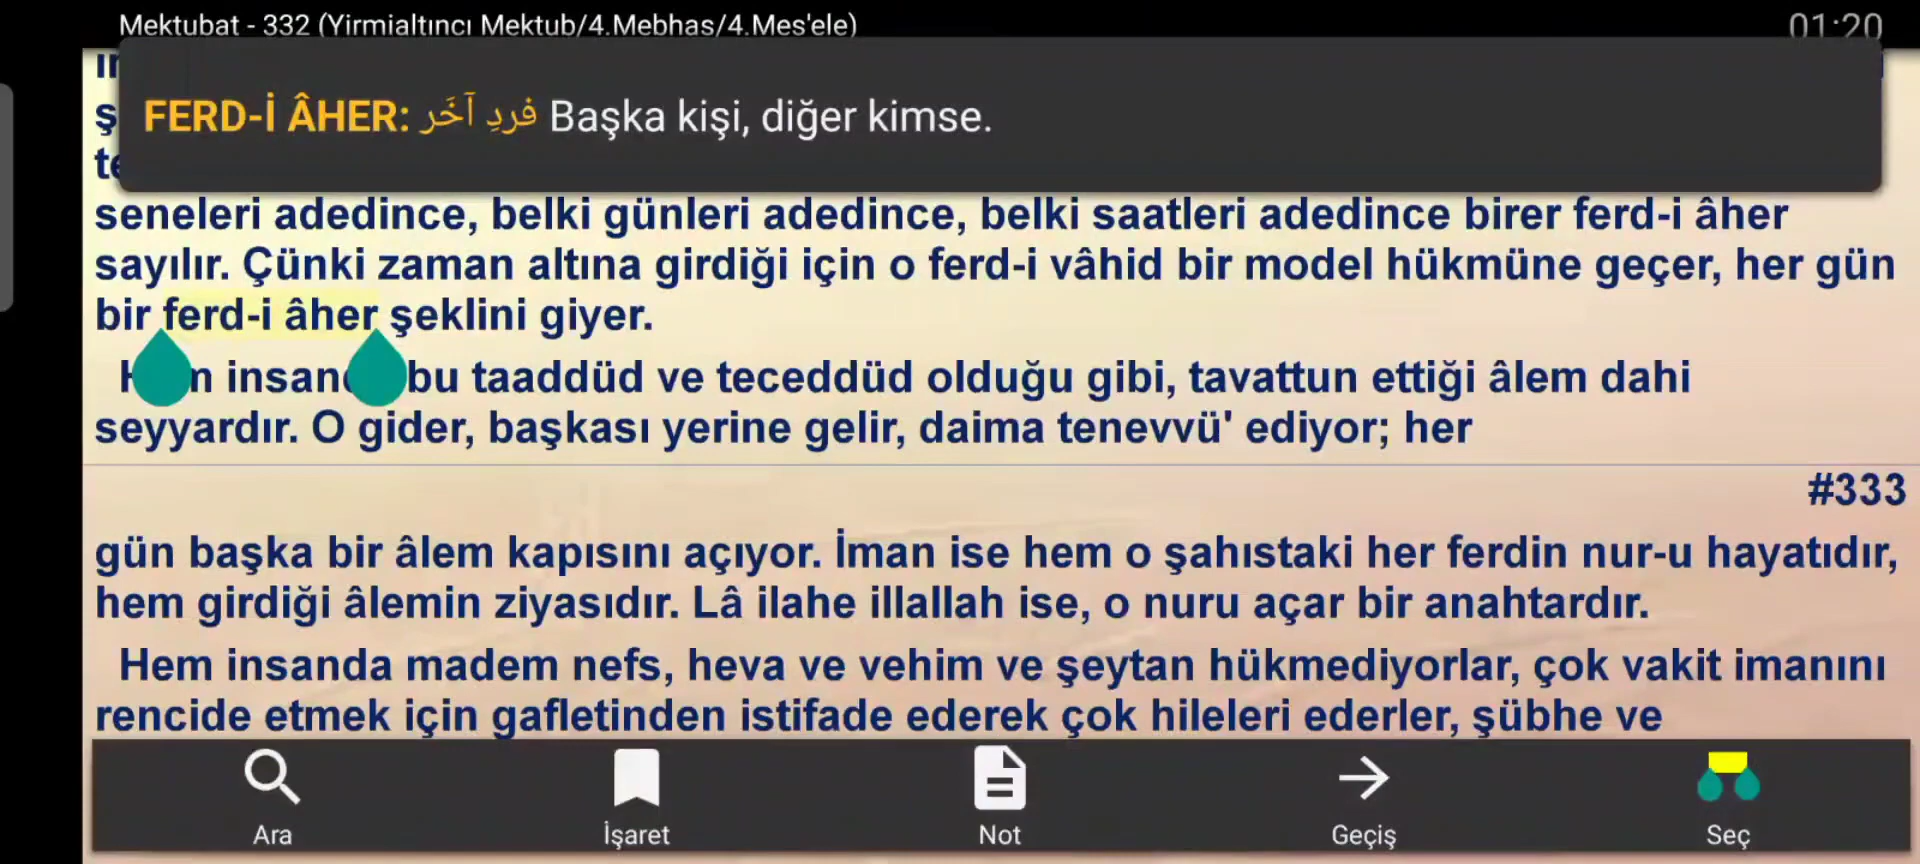 Mektubat - 332 (Yirmialtıncı Mektub/4.Mebhas/4.Mes'ele)
01:20
FERD-İ ÂHER: فردِ آخَر Başka kişi, diğer kimse.
seneleri adedince, belki günleri adedince, belki saatleri adedince birer ferd-i âher
sayılır. Çünki zaman altına girdiği için o ferd-i vâhid bir model hükmüne geçer, her gün
bir ferd-i âher şeklini giyer.
insan bu taaddüd ve teceddüd olduğu gibi, tavattun ettiği âlem dahi
seyyardır. O gider, başkası yerine gelir, daima tenevvü' ediyor; her
#333
gün başka bir âlem kapısını açıyor. İman ise hem o şahıstaki her ferdin nur-u hayatıdır,
hem girdiği âlemin ziyasıdır. Lâ ilahe illallah ise, o nuru açar bir anahtardır.
Hem insanda madem nefs, heva ve vehim ve şeytan hükmediyorlar, çok vakit imanını
rencide etmek için gafletinden istifade ederek çok hileleri ederler, şübhe ve
Ara
İşaret
Not
Geçiş
Seç